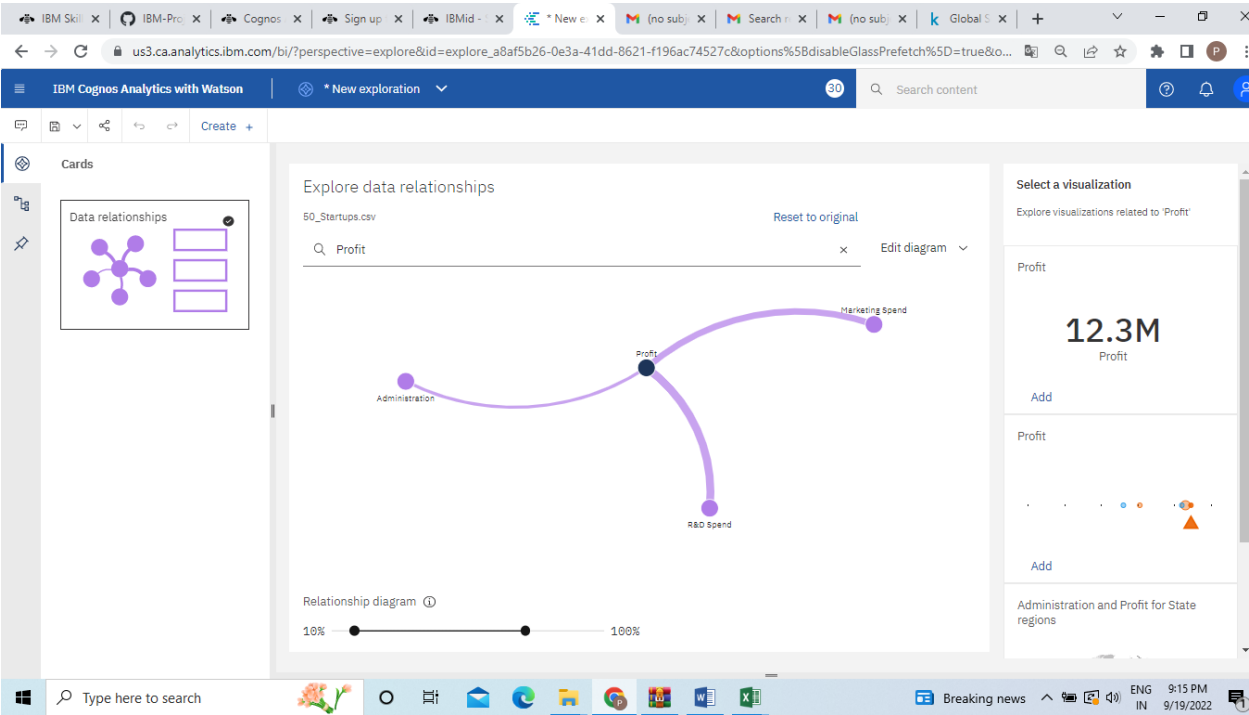 IBM Skil
IBM-Pro
Cognos
Sign up
IBMid -
* New e
(no subj
Search r
(no subj
Global S
us3.ca.analytics.ibm.com/bi/?perspective=explore&id=explore_a8af5b26-0e3a-41dd-8621-f196ac74527c&options%5BdisableGlassPrefetch%5D=true&o...
P
IBM Cognos Analytics with Watson
* New exploration
30
Search content
Create +
Cards
Data relationships
Explore data relationships
50_Startups.csv
Reset to original
Profit
Edit diagram
Marketing Spend
Profit
Administration
R&D Spend
Relationship diagram
10%
100%
Select a visualization
Explore visualizations related to 'Profit'
Profit
12.3M
Profit
Add
Profit
Add
Administration and Profit for State
regions
Type here to search
Breaking news
ENG
IN
9:15 PM
9/19/2022
1